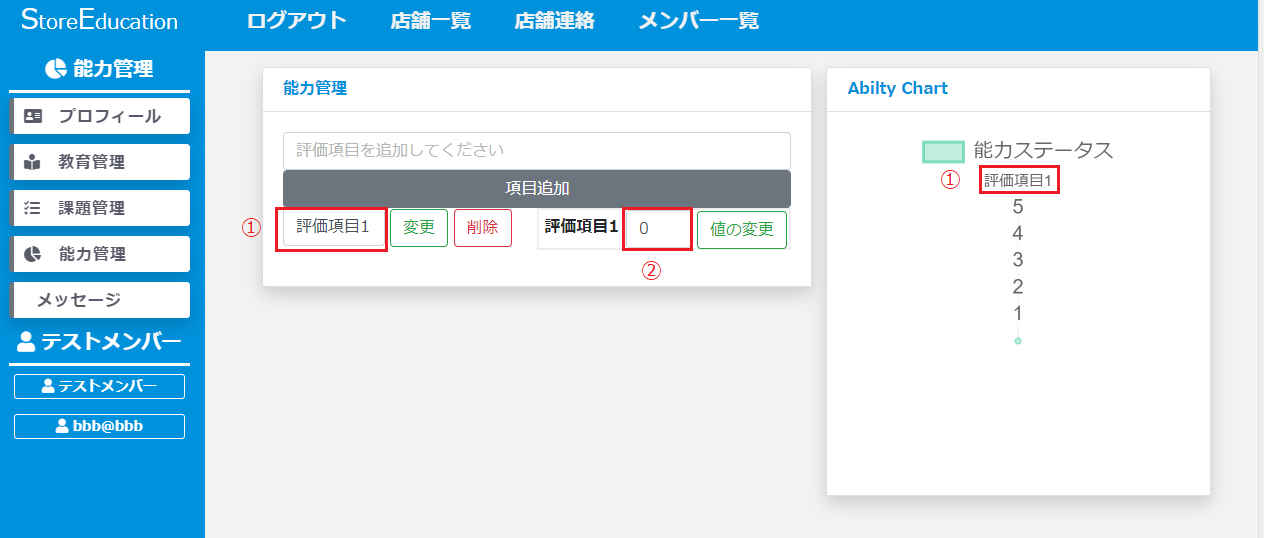 StoreEducation
ログアウト 店舗一覧 店舗連絡 メンバー一覧
能力管理
プロフィール
教育管理
課題管理
能力管理
メッセージ
テストメンバー
テストメンバー
bbb@bbb
能力管理
評価項目を追加してください
項目追加
① 評価項目1 変更 削除 評価項目1 0 値の変更
②
Abilty Chart
能力ステータス
① 評価項目1
5
4
3
2
1